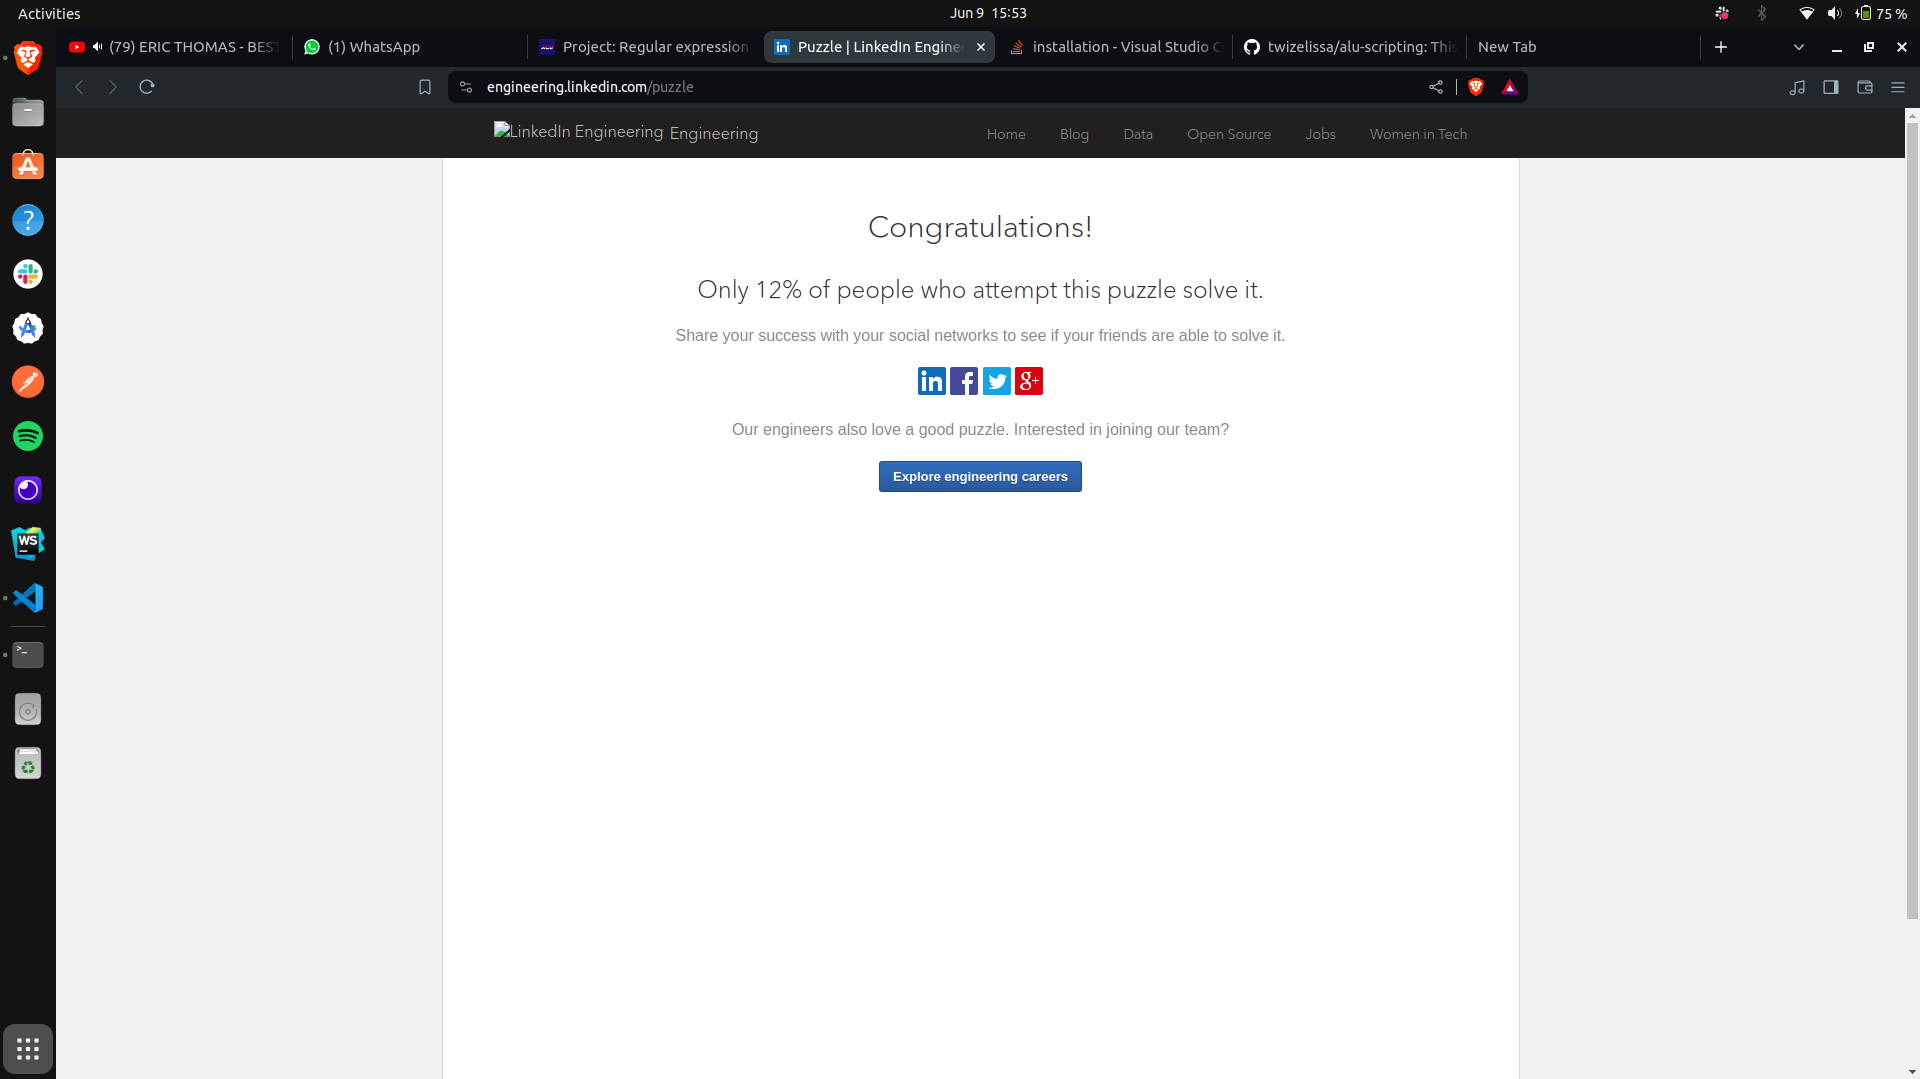 Activities
Jun 9 15:53
75 %
(79) ERIC THOMAS - BEST
(1) WhatsApp
Project: Regular expression
Puzzle | LinkedIn Enginee
installation - Visual Studio C
twizelissa/alu-scripting: This
New Tab
engineering.linkedin.com/puzzle
LinkedIn Engineering Engineering
Home
Blog
Data
Open Source
Jobs
Women in Tech
Congratulations!
Only 12% of people who attempt this puzzle solve it.
Share your success with your social networks to see if your friends are able to solve it.
in f g+
Our engineers also love a good puzzle. Interested in joining our team?
Explore engineering careers
WS
>_